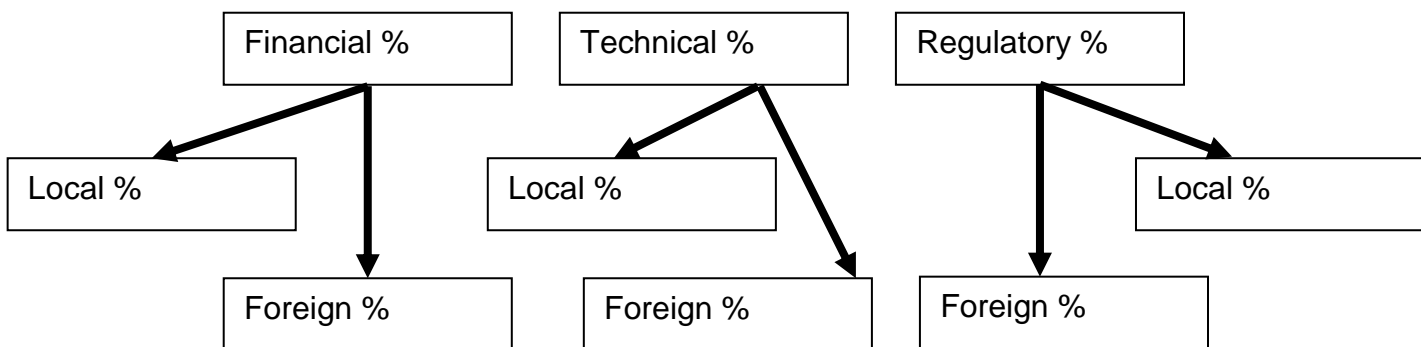 Financial %
Technical %
Regulatory %
Local %
Local %
Local %
Foreign %
Foreign %
Foreign %